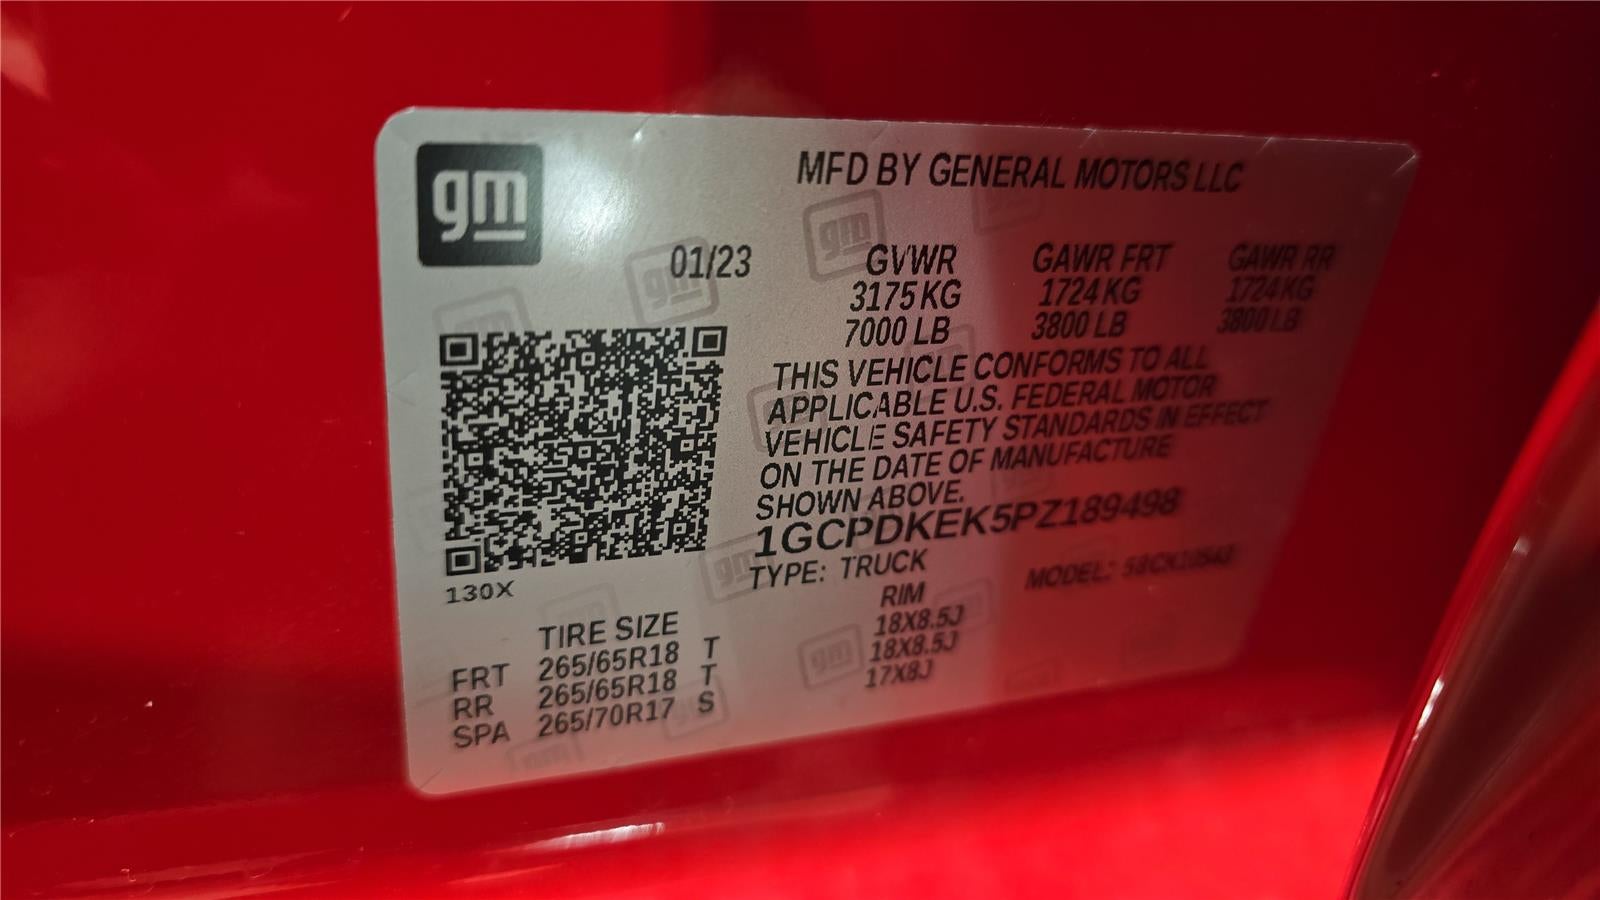 gm
MFD BY GENERAL MOTORS LLC
01/23 GVWR GAWR FRT GAWR RR
3175 KG 1724 KG 1724 KG
7000 LB 3800 LB 3800 LB
THIS VEHICLE CONFORMS TO ALL
APPLICABLE U.S. FEDERAL MOTOR
VEHICLE SAFETY STANDARDS IN EFFECT
ON THE DATE OF MANUFACTURE
SHOWN ABOVE.
1GCPDKEK5PZ189498
TYPE: TRUCK MODEL:
130X
TIRE SIZE RIM
FRT 265/65R18 T 18X8.5J
RR 265/65R18 T 18X8.5J
SPA 265/70R17 S 17X8J